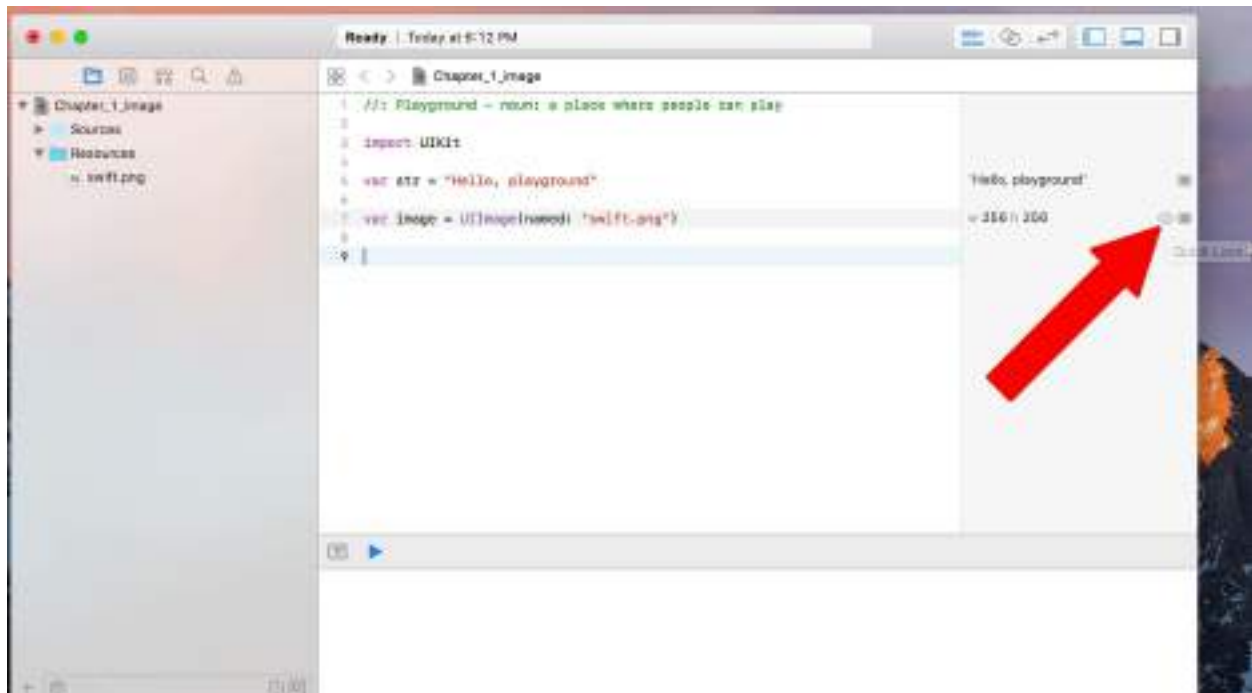 Ready | Today at 6:12 PM
Chapter_1_image
Chapter_1_image
Sources
Resources
swift.png
1 //: Playground - noun: a place where people can play
2
3 import UIKit
4
5 var str = "Hello, playground"
6
7 var image = UIImage(named: "swift.png")
8
9
"Hello, playground"
w 256 h 256
Quick Look